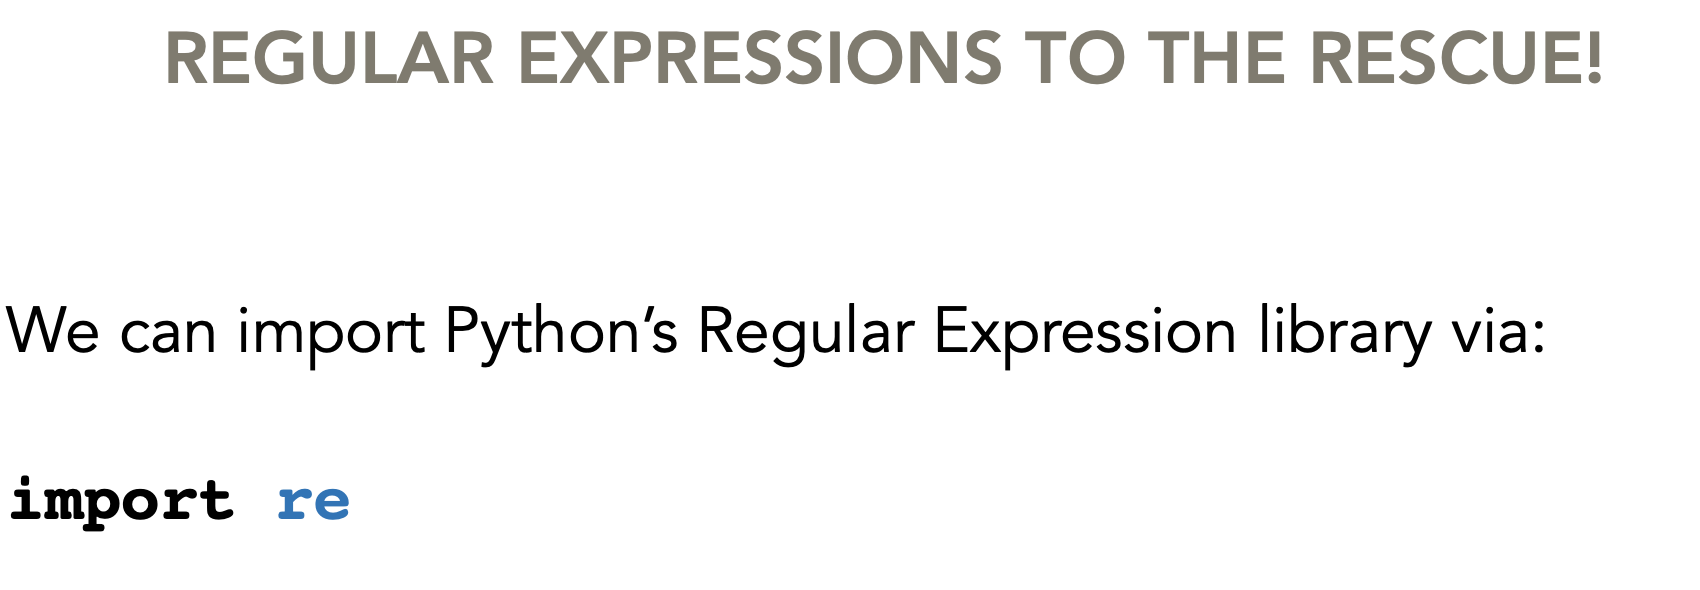 REGULAR EXPRESSIONS TO THE RESCUE!
We can import Python’s Regular Expression library via:
import re